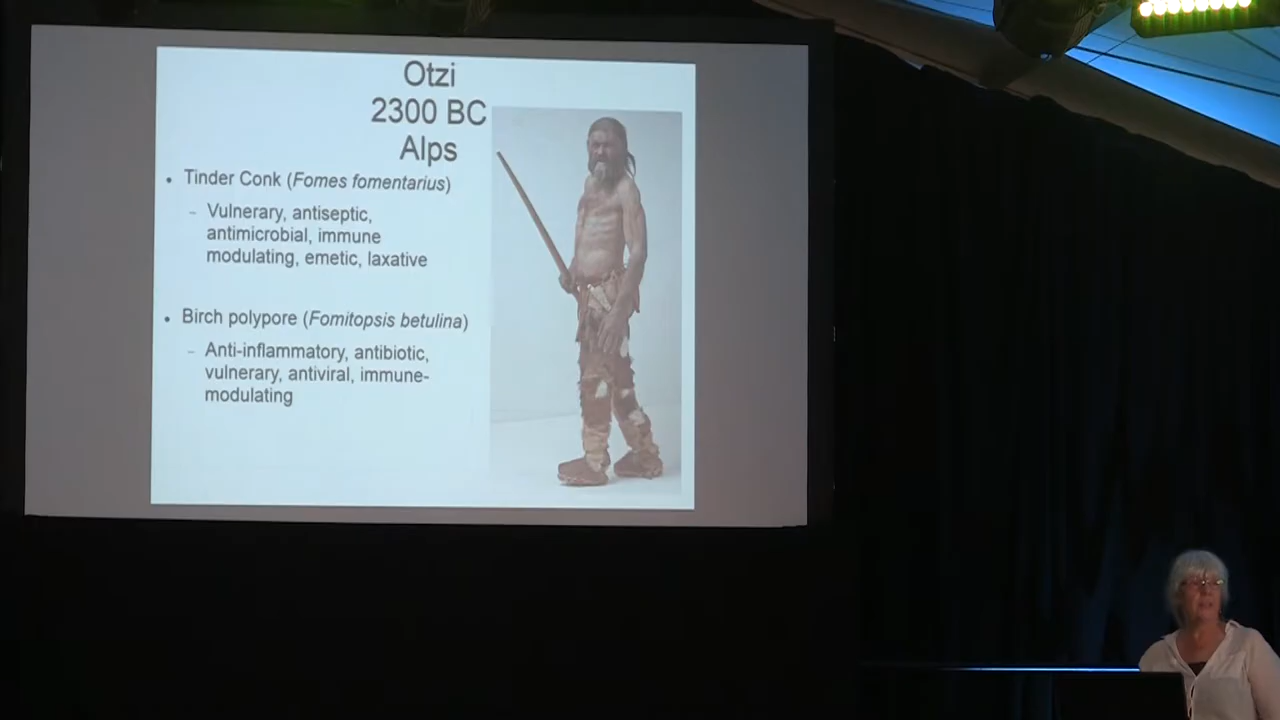 Otzi
2300 BC
Alps
• Tinder Conk (Fomes fomentarius)
– Vulnerary, antiseptic,
antimicrobial, immune
modulating, emetic, laxative
• Birch polypore (Fomitopsis betulina)
– Anti-inflammatory, antibiotic,
vulnerary, antiviral, immune-
modulating